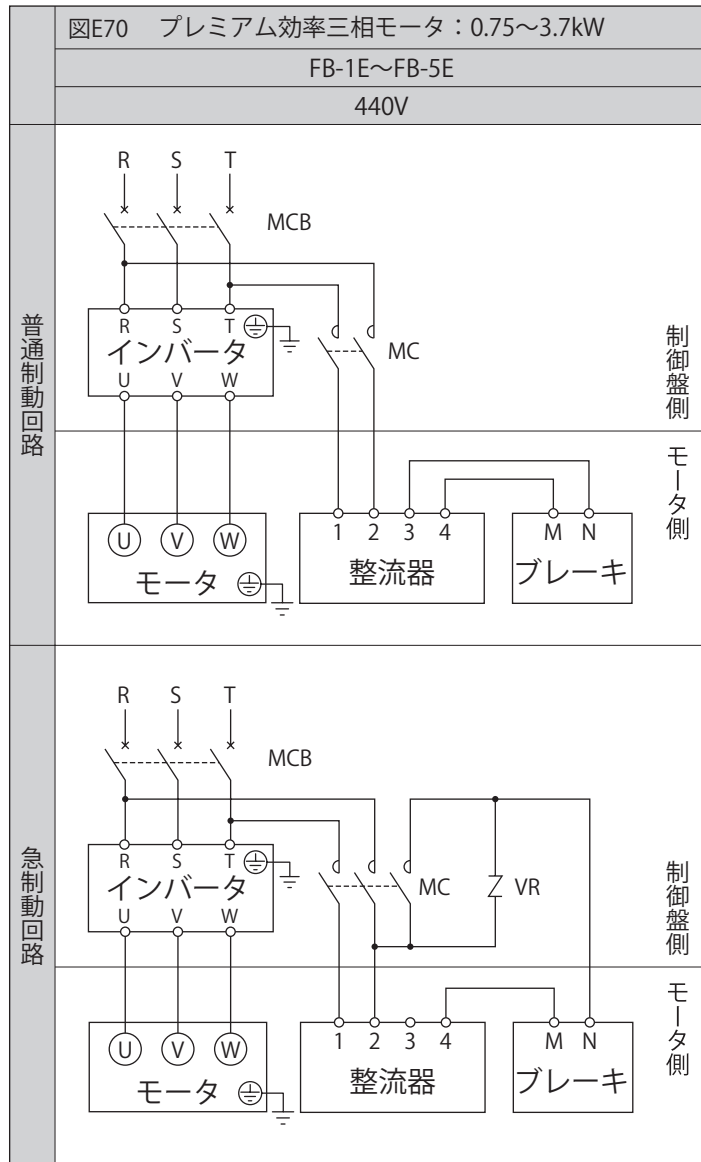 図E70 プレミアム効率三相モータ：0.75～3.7kW
FB-1E～FB-5E
440V
普通制動回路
R S T
MCB
R S T
インバータ
U V W
MC
制御盤側
モータ側
U V W
モータ
1 2 3 4
整流器
M N
ブレーキ
急制動回路
R S T
MCB
R S T
インバータ
U V W
MC
VR
制御盤側
モータ側
U V W
モータ
1 2 3 4
整流器
M N
ブレーキ